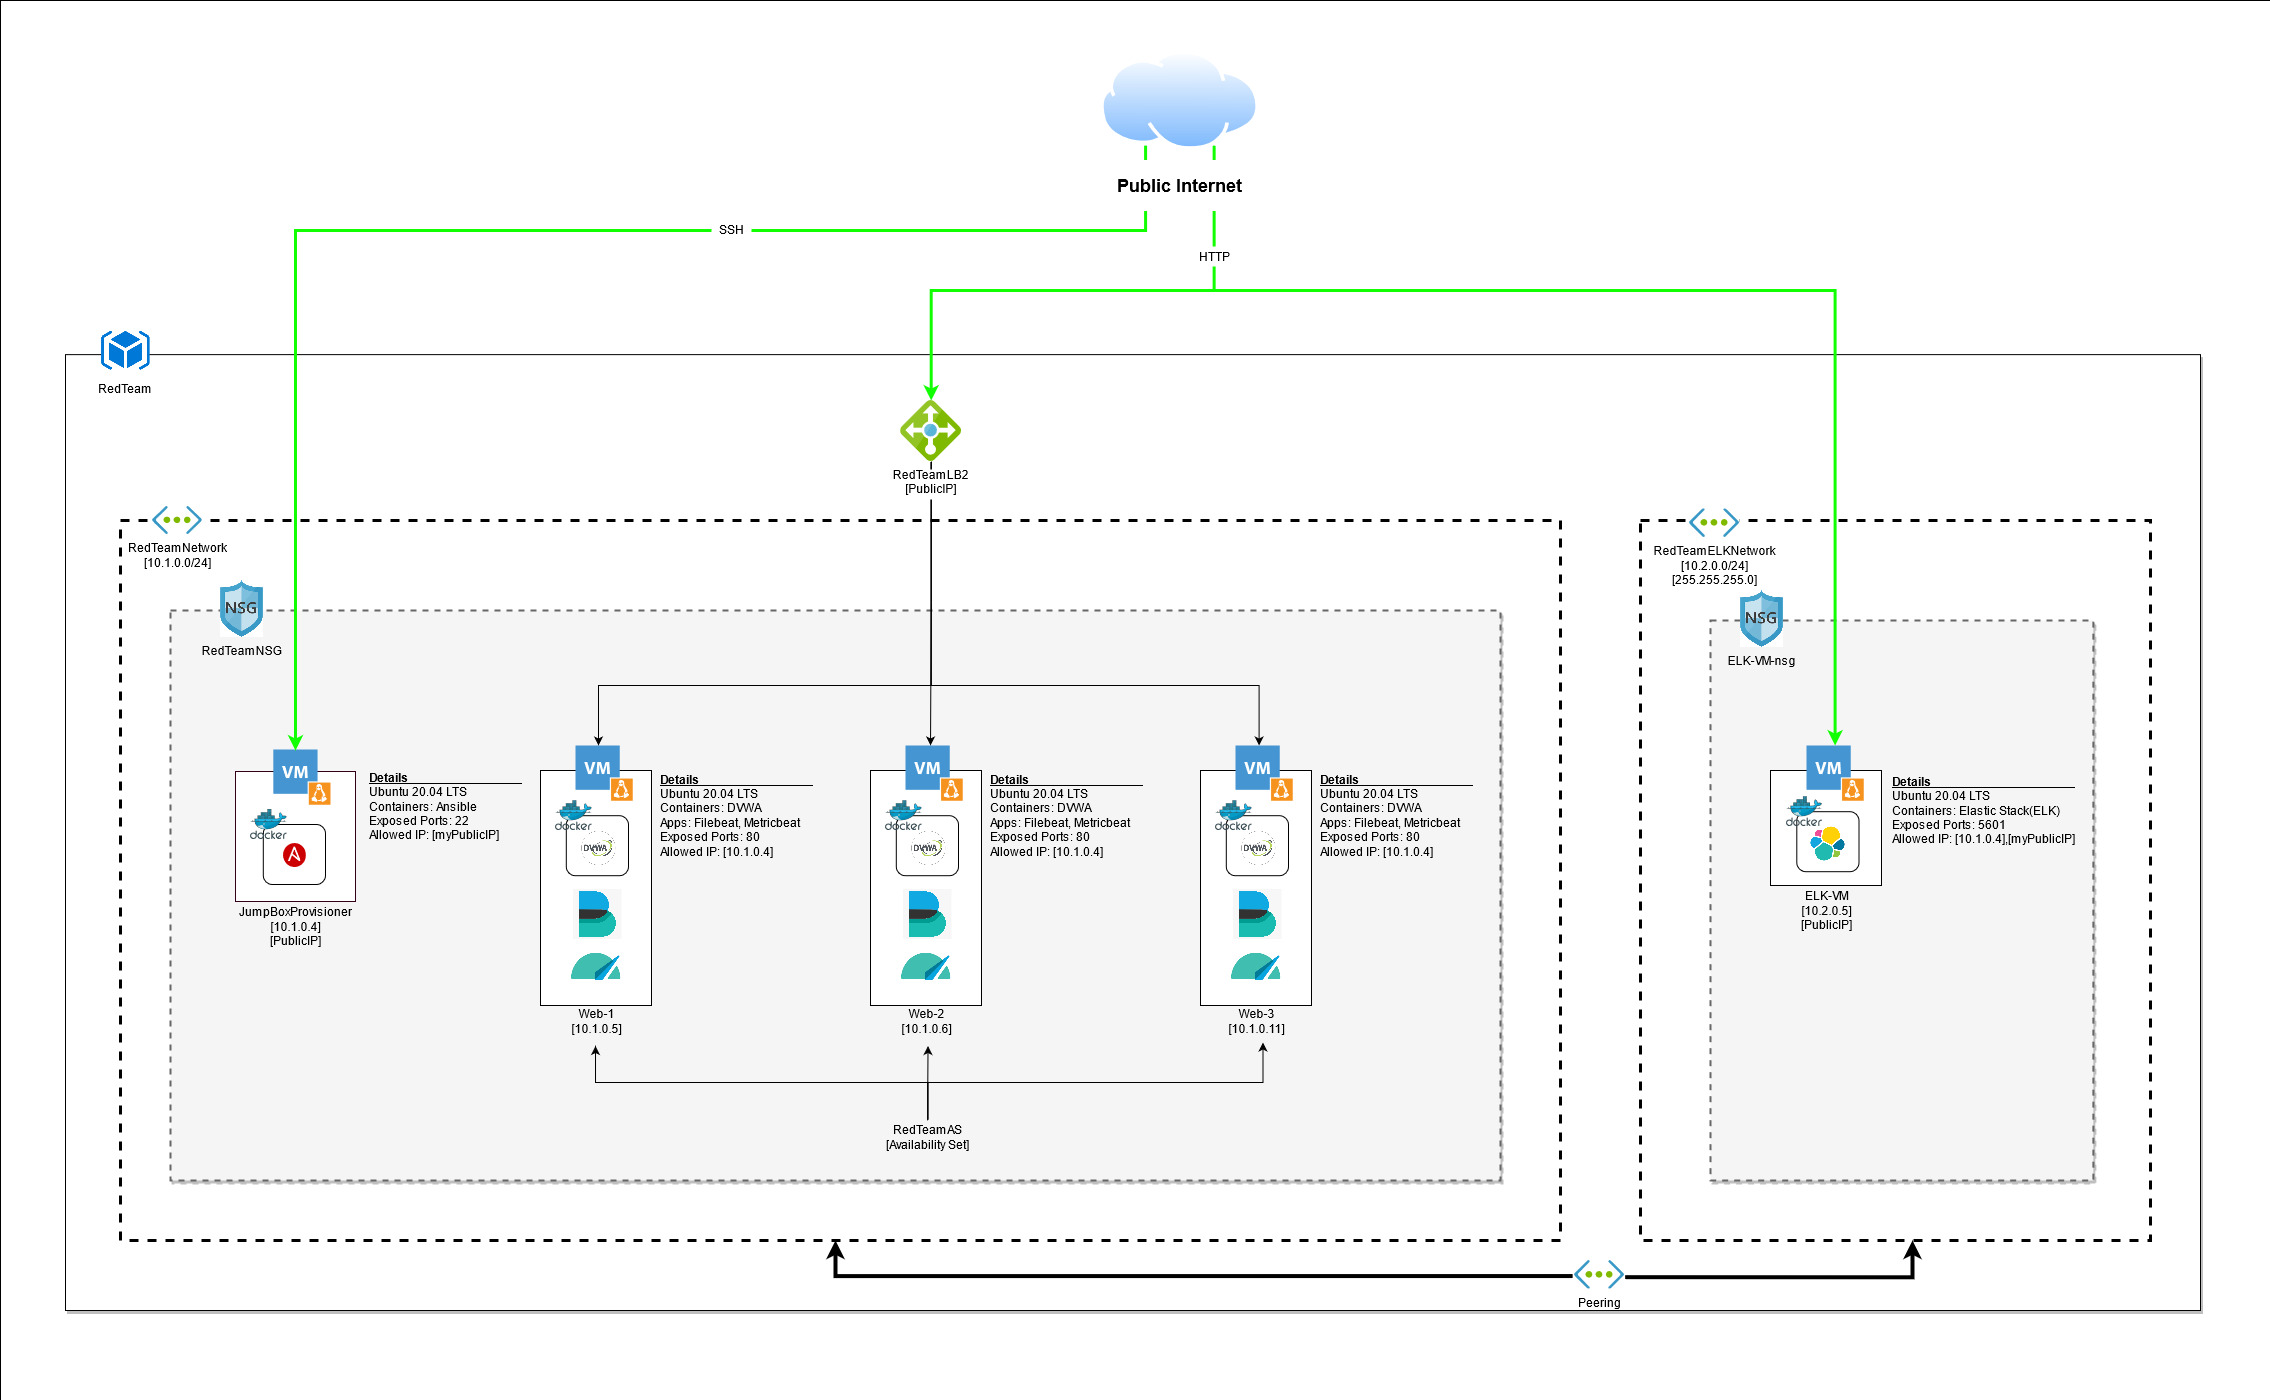 Public Internet
SSH
HTTP
RedTeam
RedTeamLB2
[PublicIP]
RedTeamNetwork
[10.1.0.0/24]
NSG
RedTeamNSG
RedTeamELKNetwork
[10.2.0.0/24]
[255.255.255.0]
NSG
ELK-VM-nsg
VM
docker
JumpBoxProvisioner
[10.1.0.4]
[PublicIP]
Details
Ubuntu 20.04 LTS
Containers: Ansible
Exposed Ports: 22
Allowed IP: [myPublicIP]
VM
docker
DVWA
Web-1
[10.1.0.5]
Details
Ubuntu 20.04 LTS
Containers: DVWA
Apps: Filebeat, Metricbeat
Exposed Ports: 80
Allowed IP: [10.1.0.4]
VM
docker
DVWA
Web-2
[10.1.0.6]
Details
Ubuntu 20.04 LTS
Containers: DVWA
Apps: Filebeat, Metricbeat
Exposed Ports: 80
Allowed IP: [10.1.0.4]
VM
docker
DVWA
Web-3
[10.1.0.11]
Details
Ubuntu 20.04 LTS
Containers: DVWA
Apps: Filebeat, Metricbeat
Exposed Ports: 80
Allowed IP: [10.1.0.4]
VM
docker
ELK-VM
[10.2.0.5]
[PublicIP]
Details
Ubuntu 20.04 LTS
Containers: Elastic Stack(ELK)
Exposed Ports: 5601
Allowed IP: [10.1.0.4],[myPublicIP]
RedTeamAS
[Availability Set]
Peering